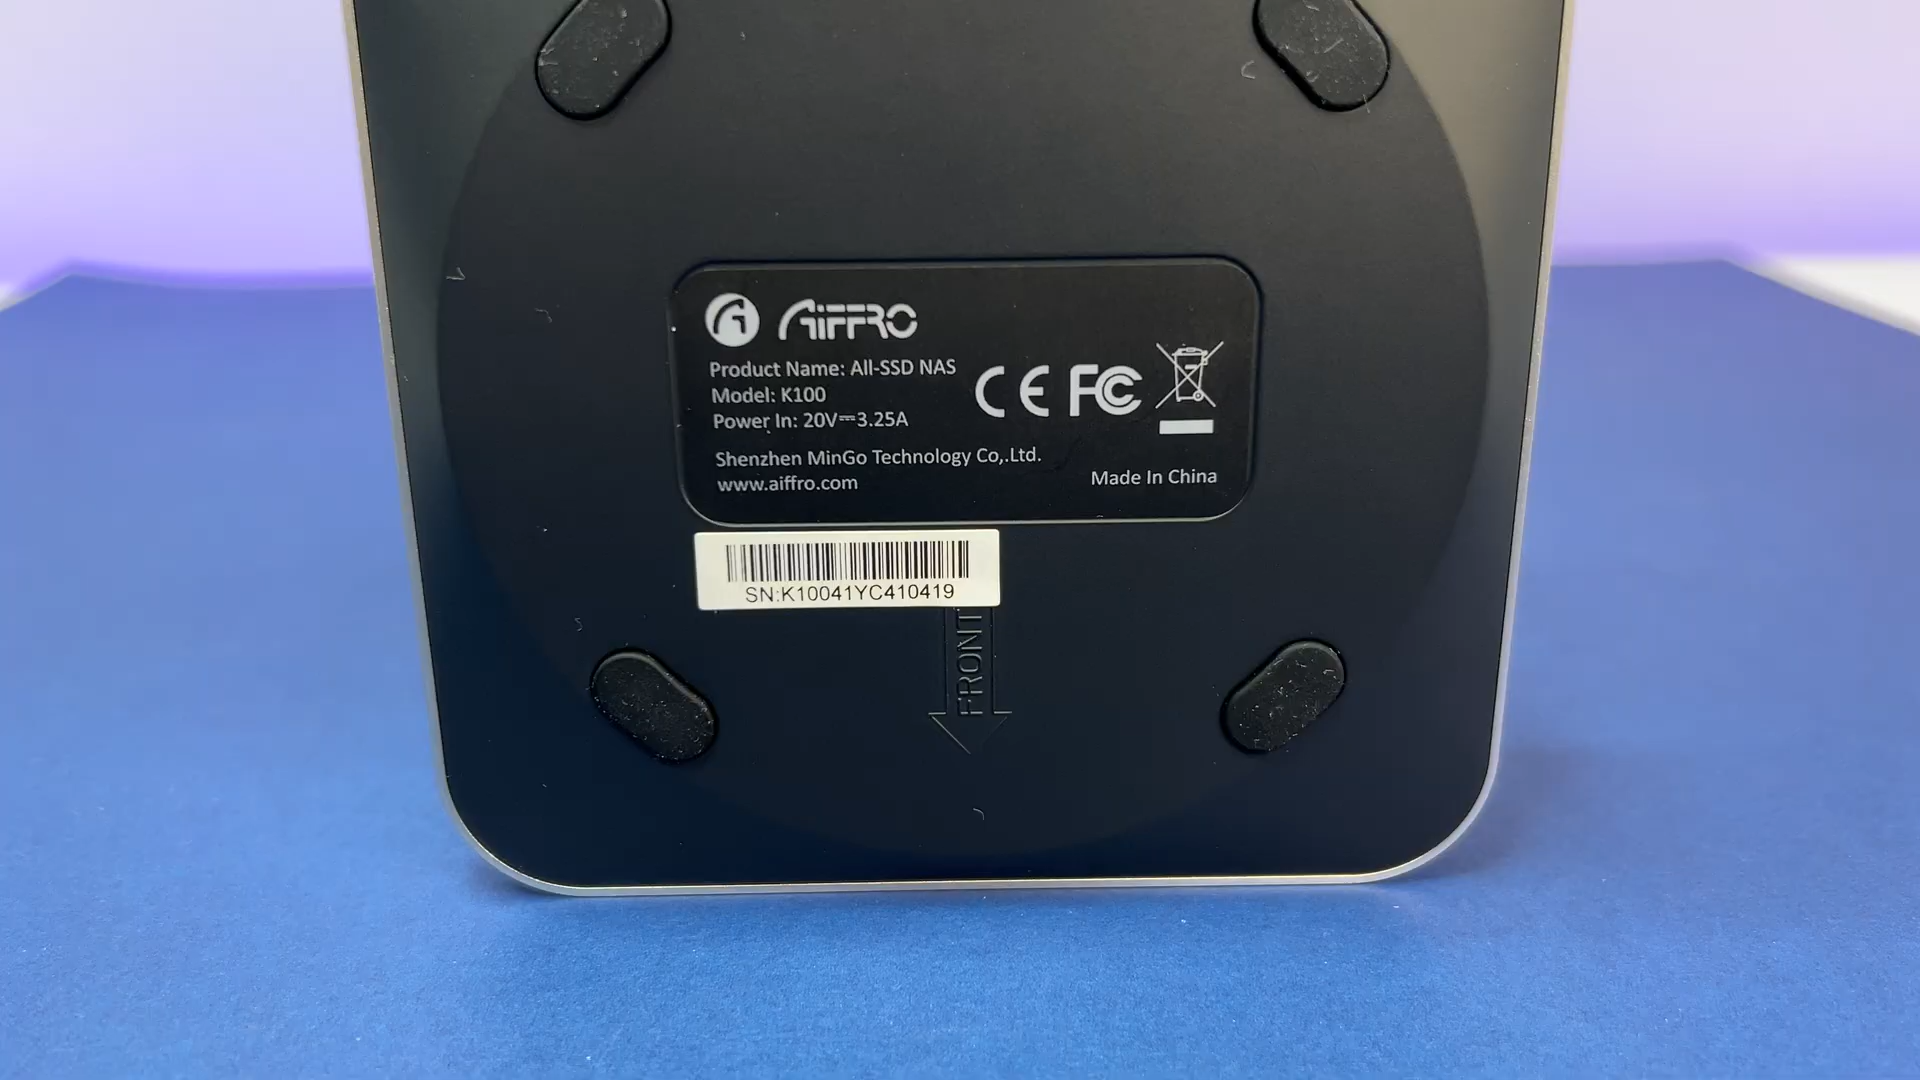 AIFFRO
Product Name: All-SSD NAS
Model: K100
Power In: 20V⎓3.25A
CE FC
Shenzhen MinGo Technology Co,.Ltd.
www.aiffro.com
Made In China
SN:K10041YC410419
FRONT